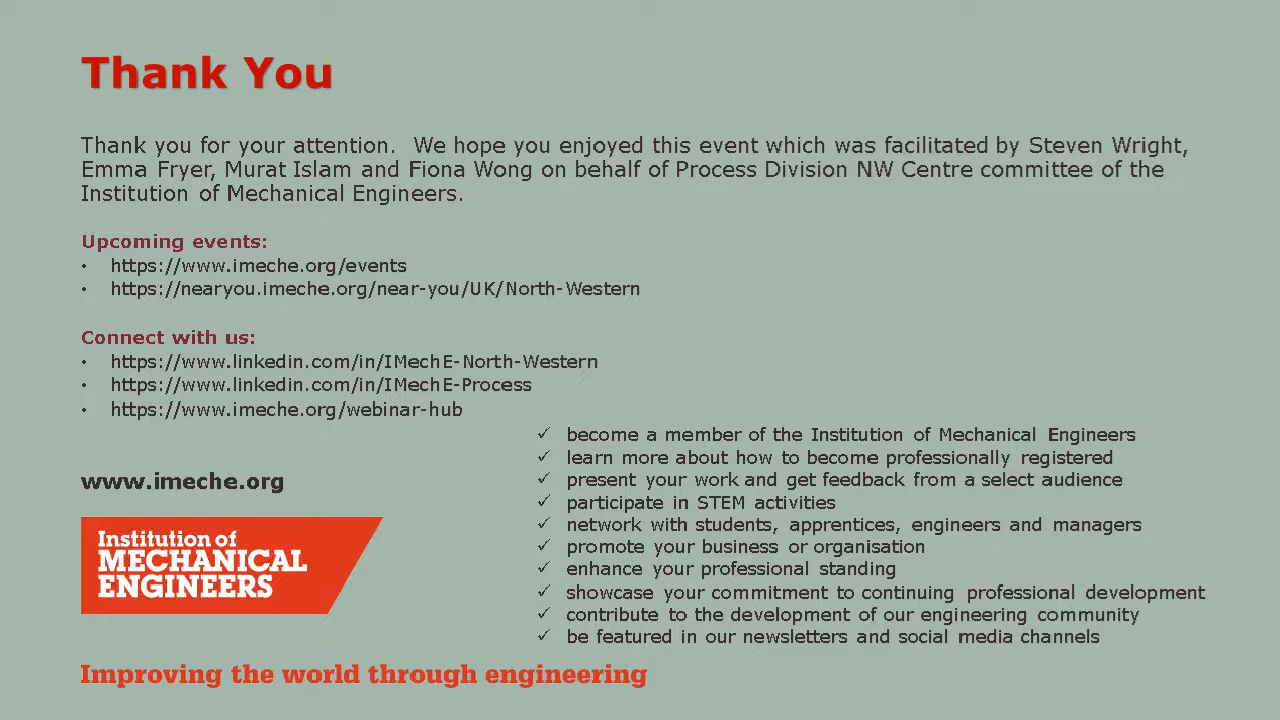 Thank You
Thank you for your attention.  We hope you enjoyed this event which was facilitated by Steven Wright,
Emma Fryer, Murat Islam and Fiona Wong on behalf of Process Division NW Centre committee of the
Institution of Mechanical Engineers.
Upcoming events:
• https://www.imeche.org/events
• https://nearyou.imeche.org/near-you/UK/North-Western
Connect with us:
• https://www.linkedin.com/in/IMechE-North-Western
• https://www.linkedin.com/in/IMechE-Process
• https://www.imeche.org/webinar-hub
www.imeche.org
Institution of
MECHANICAL
ENGINEERS
✓ become a member of the Institution of Mechanical Engineers
✓ learn more about how to become professionally registered
✓ present your work and get feedback from a select audience
✓ participate in STEM activities
✓ network with students, apprentices, engineers and managers
✓ promote your business or organisation
✓ enhance your professional standing
✓ showcase your commitment to continuing professional development
✓ contribute to the development of our engineering community
✓ be featured in our newsletters and social media channels
Improving the world through engineering